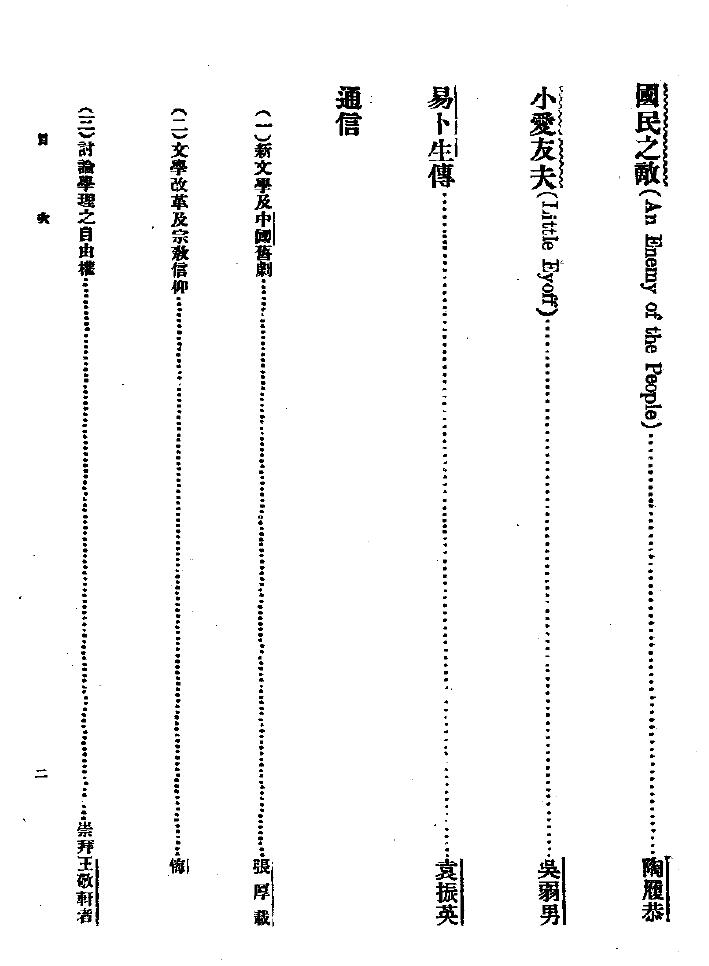 國民之敵(An Enemy of the People)……陶履恭
小愛友夫(Little Eyoff)……吳弱男
易卜生傳……袁振英
通信
(一)新文學及中國舊劇……張厚載
(二)文學改革及宗教信仰……悔
(三)討論學理之自由權……崇拜王敬軒者
目次
二